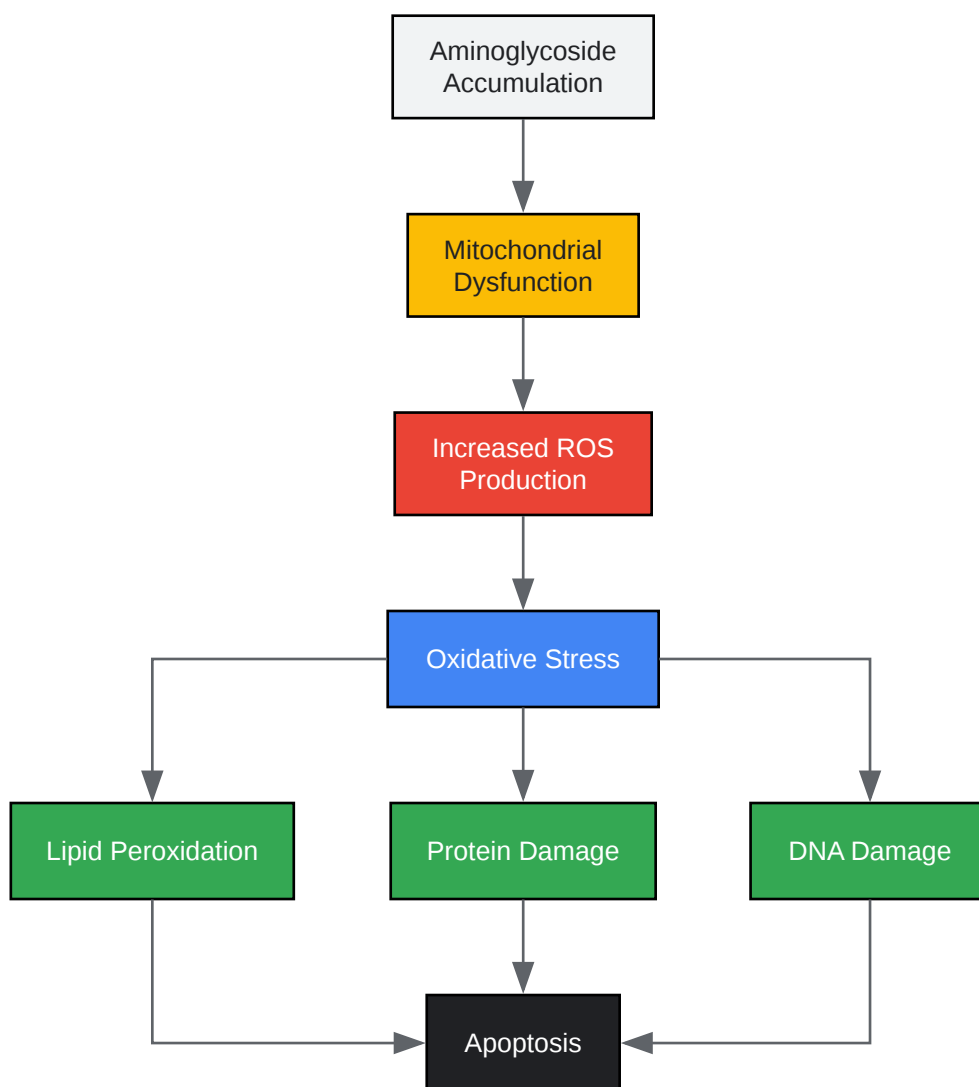 Aminoglycoside
Accumulation
Mitochondrial
Dysfunction
Increased ROS
Production
Oxidative Stress
Lipid Peroxidation
Protein Damage
DNA Damage
Apoptosis